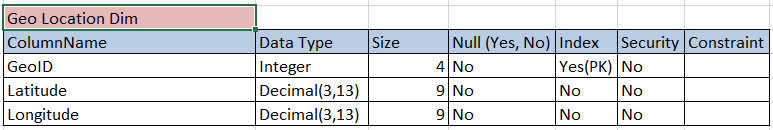 Geo Location Dim
ColumnName Data Type Size Null (Yes, No) Index Security Constraint
GeoID Integer 4 No Yes(PK) No
Latitude Decimal(3,13) 9 No No No
Longitude Decimal(3,13) 9 No No No